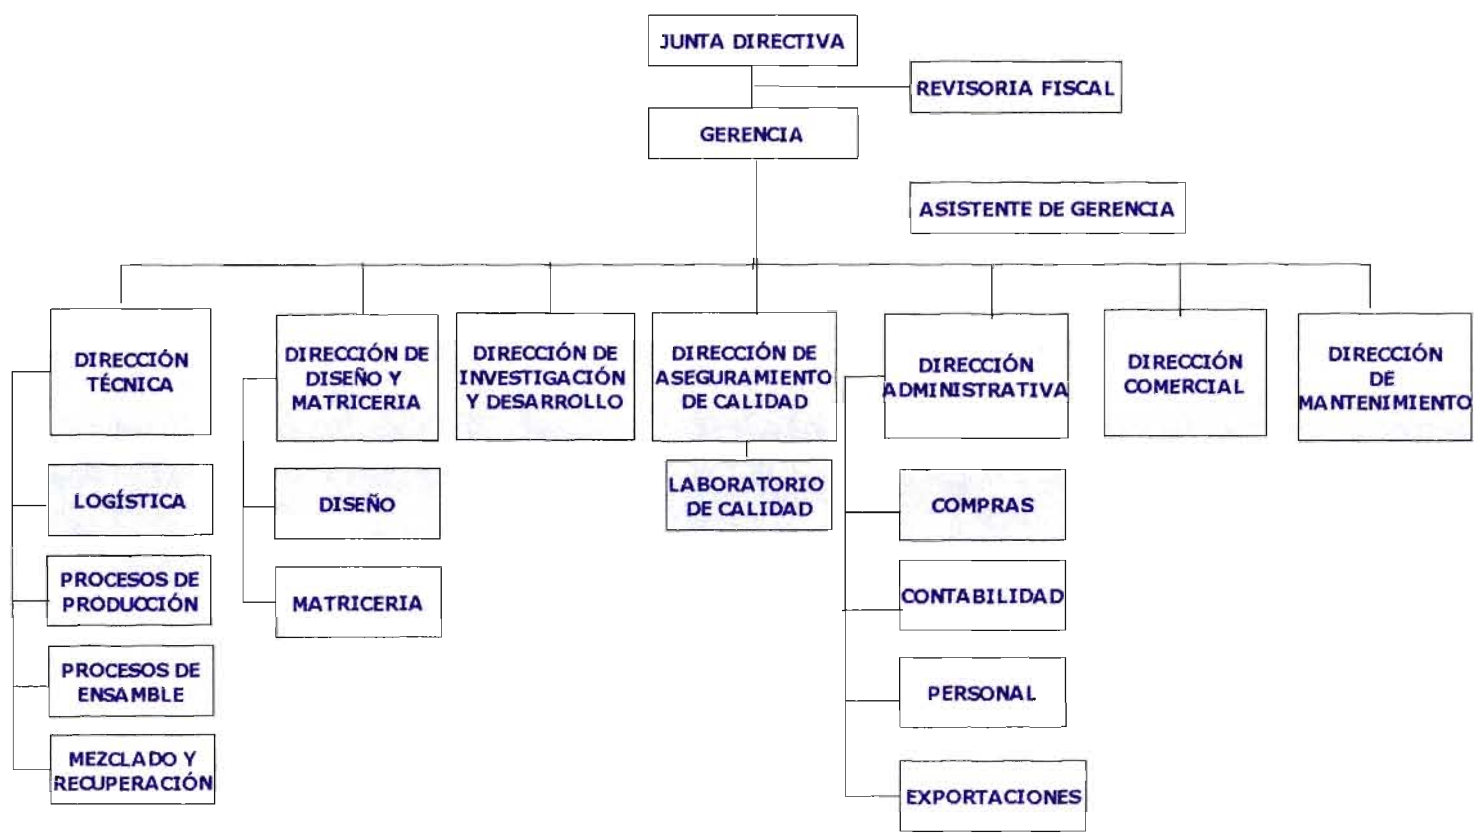 JUNTA DIRECTIVA
REVISORIA FISCAL
GERENCIA
ASISTENTE DE GERENCIA
DIRECCIÓN
TÉCNICA
DIRECCIÓN DE
DISEÑO Y
MATRICERIA
DIRECCIÓN DE
INVESTIGACIÓN
Y DESARROLLO
DIRECCIÓN DE
ASEGURAMIENTO
DE CALIDAD
DIRECCIÓN
ADMINISTRATIVA
DIRECCIÓN
COMERCIAL
DIRECCIÓN
DE
MANTENIMIENTO
LOGÍSTICA
PROCESOS DE
PRODUCCIÓN
PROCESOS DE
ENSAMBLE
MEZCLADO Y
RECUPERACIÓN
DISEÑO
MATRICERIA
LABORATORIO
DE CALIDAD
COMPRAS
CONTABILIDAD
PERSONAL
EXPORTACIONES